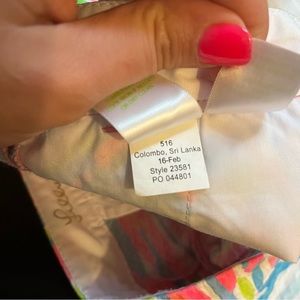 516
Colombo, Sri Lanka
16-Feb
Style 23581
PO 044801